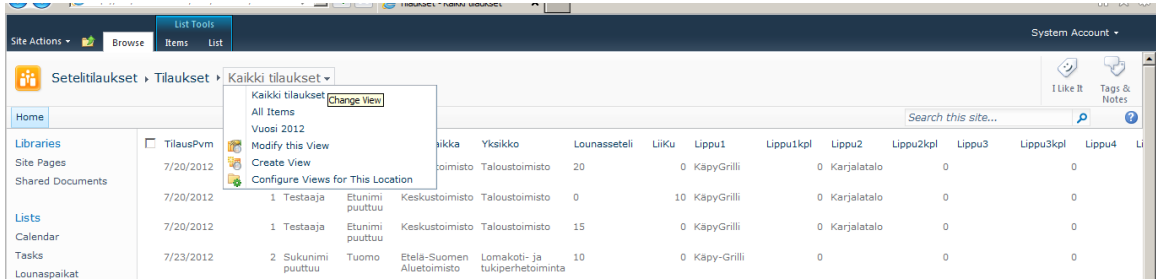 Tilaukset - Kaikki tilaukset
List Tools
System Account
Site Actions Browse Items List
Setelitilaukset Tilaukset Kaikki tilaukset
I Like It Tags & Notes
Kaikki tilaukset
Change View
All Items
Vuosi 2012
Modify this View
Create View
Configure Views for This Location
Home Search this site...
Libraries
Site Pages
Shared Documents
Lists
Calendar
Tasks
Lounaspaikat
TilausPvm Yksikko Lounasseteli LiiKu Lippu1 Lippu1kpl Lippu2 Lippu2kpl Lippu3 Lippu3kpl Lippu4
7/20/2012 Taloustoimisto 20 0 KäpyGrilli 0 Karjalatalo 0 0
7/20/2012 1 Testaaja Etunimi puuttuu Keskustoimisto Taloustoimisto 0 10 KäpyGrilli 0 Karjalatalo 0 0
7/20/2012 1 Testaaja Etunimi puuttuu Keskustoimisto Taloustoimisto 15 0 KäpyGrilli 0 Karjalatalo 0 0
7/23/2012 2 Sukunimi puuttuu Tuomo Etelä-Suomen Aluetoimisto Lomakoti- ja tukiperhetoiminta 10 0 Käpy-Grilli 0 0 0